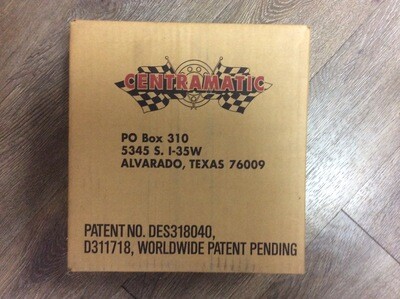 CENTRAMATIC
PO Box 310
5345 S. I-35W
ALVARADO, TEXAS 76009
PATENT NO. DES318040,
D311718, WORLDWIDE PATENT PENDING